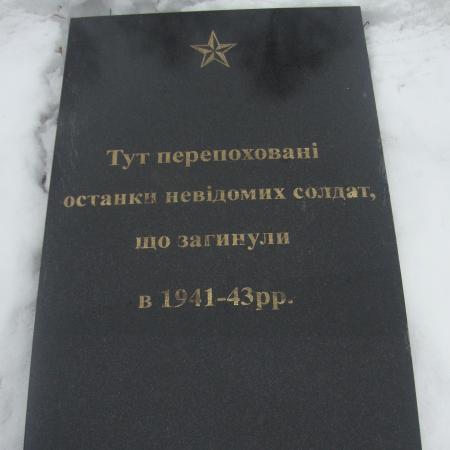 Тут перепоховані
останки невідомих солдат,
що загинули
в 1941-43рр.